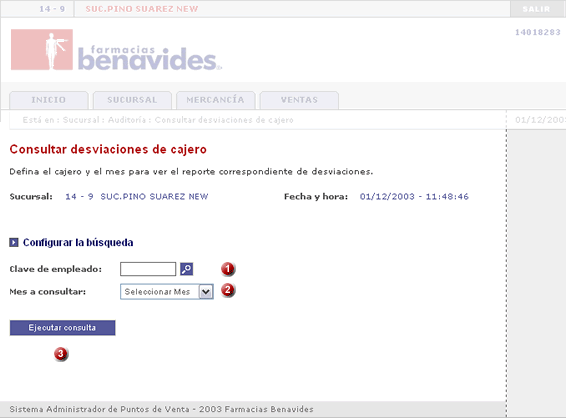 14 - 9 SUC.PINO SUAREZ NEW SALIR
14018283
farmacias
benavides
INICIO SUCURSAL MERCANCÍA VENTAS
Está en : Sucursal : Auditoría : Consultar desviaciones de cajero 01/12/2003
Consultar desviaciones de cajero
Defina el cajero y el mes para ver el reporte correspondiente de desviaciones.
Sucursal: 14 - 9 SUC.PINO SUAREZ NEW Fecha y hora: 01/12/2003 - 11:48:46
Configurar la búsqueda
Clave de empleado: 1
Mes a consultar: Seleccionar Mes 2
Ejecutar consulta
3
Sistema Administrador de Puntos de Venta - 2003 Farmacias Benavides